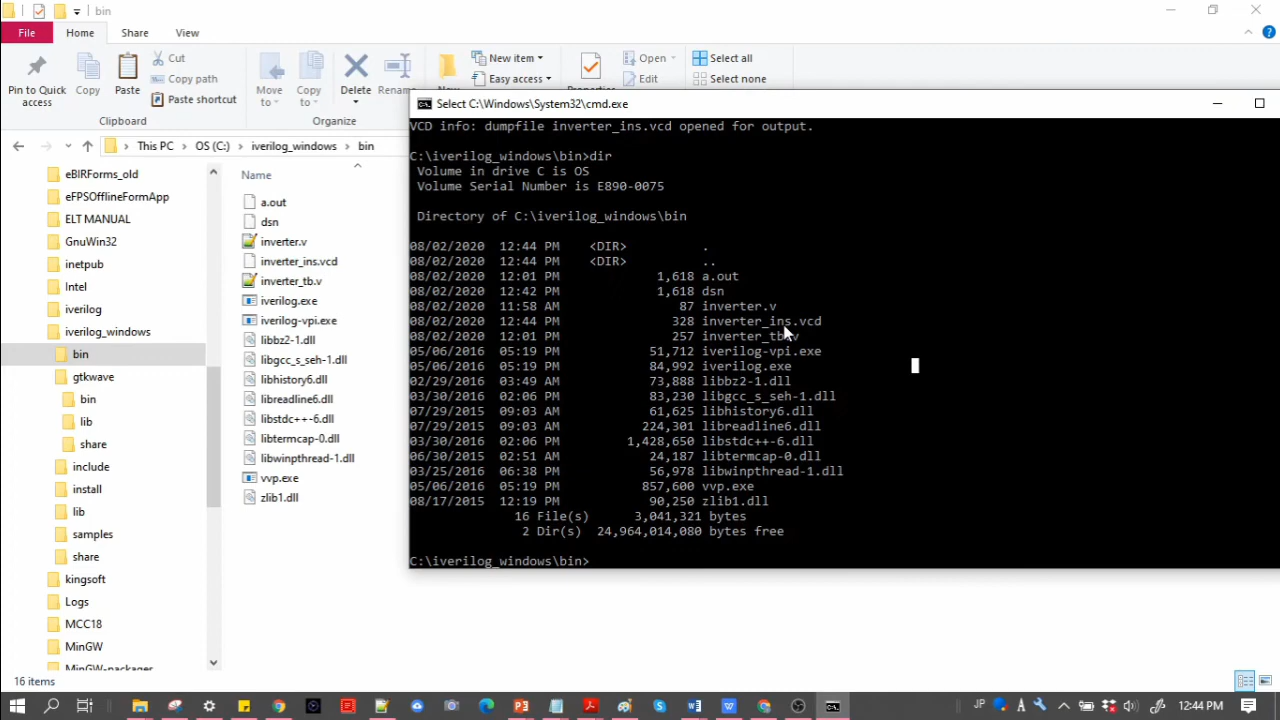 bin
File
Home
Share
View
Pin to Quick access
Copy
Paste
Cut
Copy path
Paste shortcut
Clipboard
Move to
Copy to
Delete
Rename
Organize
New item
Easy access
Properties
Open
Edit
Select all
Select none
This PC > OS (C:) > iverilog_windows > bin
eBIRForms_old
eFPSOfflineFormApp
ELT MANUAL
GnuWin32
inetpub
Intel
iverilog
iverilog_windows
bin
gtkwave
bin
lib
share
include
install
lib
samples
share
kingsoft
Logs
MCC18
MinGW
MinGW-packages
Name
a.out
dsn
inverter.v
inverter_ins.vcd
inverter_tb.v
iverilog.exe
iverilog-vpi.exe
libbz2-1.dll
libgcc_s_seh-1.dll
libhistory6.dll
libreadline6.dll
libstdc++-6.dll
libtermcap-0.dll
libwinpthread-1.dll
vvp.exe
zlib1.dll
Select C:\Windows\System32\cmd.exe
VCD info: dumpfile inverter_ins.vcd opened for output.
C:\iverilog_windows\bin>dir
Volume in drive C is OS
Volume Serial Number is E890-0075
Directory of C:\iverilog_windows\bin
08/02/2020 12:44 PM <DIR> .
08/02/2020 12:44 PM <DIR> ..
08/02/2020 12:01 PM 1,618 a.out
08/02/2020 12:42 PM 1,618 dsn
08/02/2020 11:58 AM 87 inverter.v
08/02/2020 12:44 PM 328 inverter_ins.vcd
08/02/2020 12:01 PM 257 inverter_tb.v
05/06/2016 05:19 PM 51,712 iverilog-vpi.exe
05/06/2016 05:19 PM 84,992 iverilog.exe
02/29/2016 03:49 AM 73,888 libbz2-1.dll
03/30/2016 02:06 PM 83,230 libgcc_s_seh-1.dll
07/29/2015 09:03 AM 61,625 libhistory6.dll
07/29/2015 09:03 AM 224,301 libreadline6.dll
03/30/2016 02:06 PM 1,428,650 libstdc++-6.dll
06/30/2015 02:51 AM 24,187 libtermcap-0.dll
03/25/2016 06:38 PM 56,978 libwinpthread-1.dll
05/06/2016 05:19 PM 857,600 vvp.exe
08/17/2015 12:19 PM 90,250 zlib1.dll
16 File(s) 3,041,321 bytes
2 Dir(s) 24,964,014,080 bytes free
C:\iverilog_windows\bin>
16 items
JP
12:44 PM